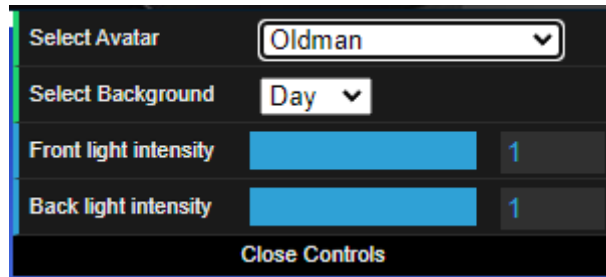 Select Avatar Oldman
Select Background Day
Front light intensity 1
Back light intensity 1
Close Controls